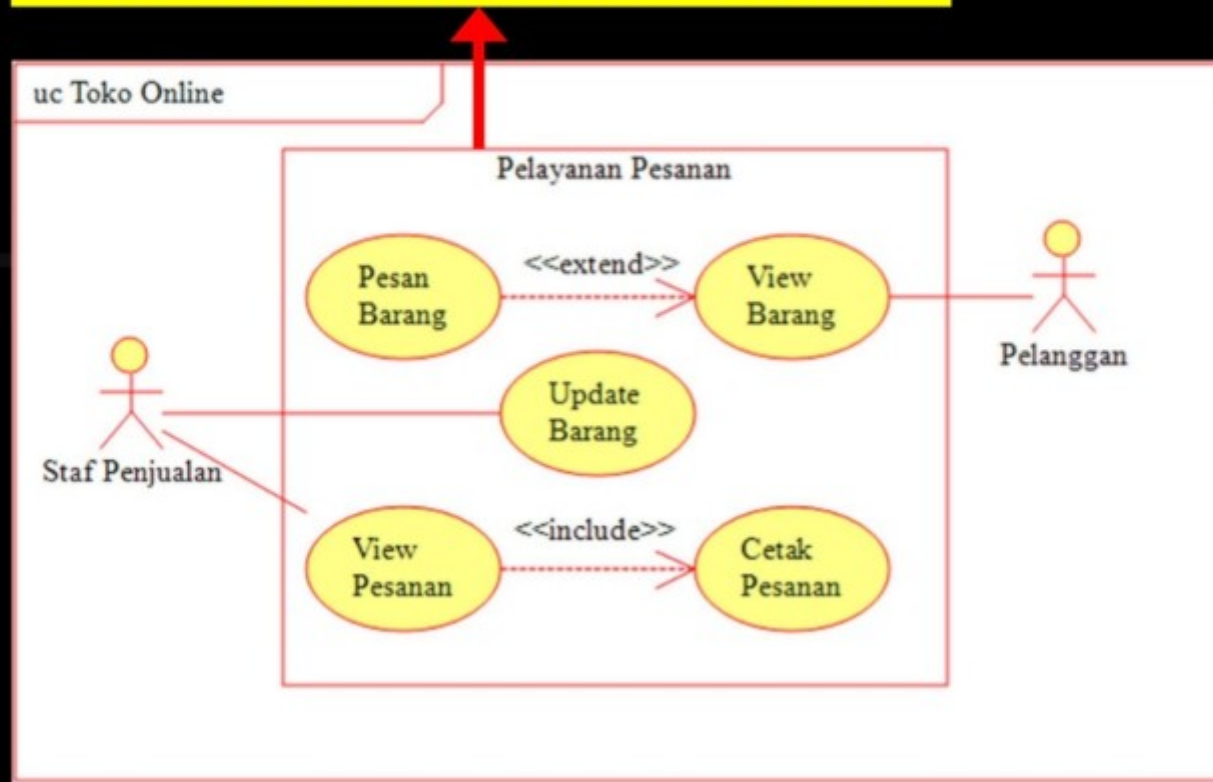 uc Toko Online
Pelayanan Pesanan
Pesan
Barang
<<extend>>
View
Barang
Pelanggan
Update
Barang
Staf Penjualan
View
Pesanan
<<include>>
Cetak
Pesanan